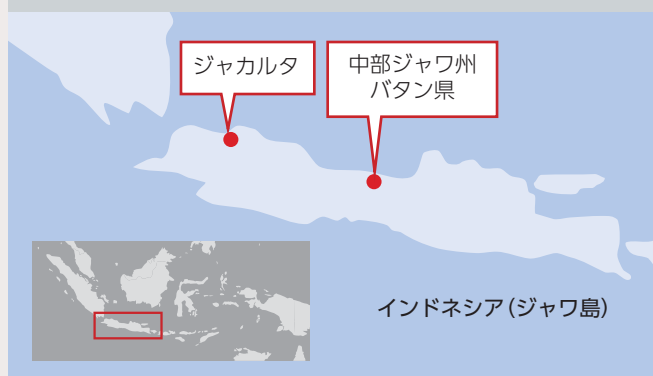 ジャカルタ
中部ジャワ州
バタン県
インドネシア(ジャワ島)